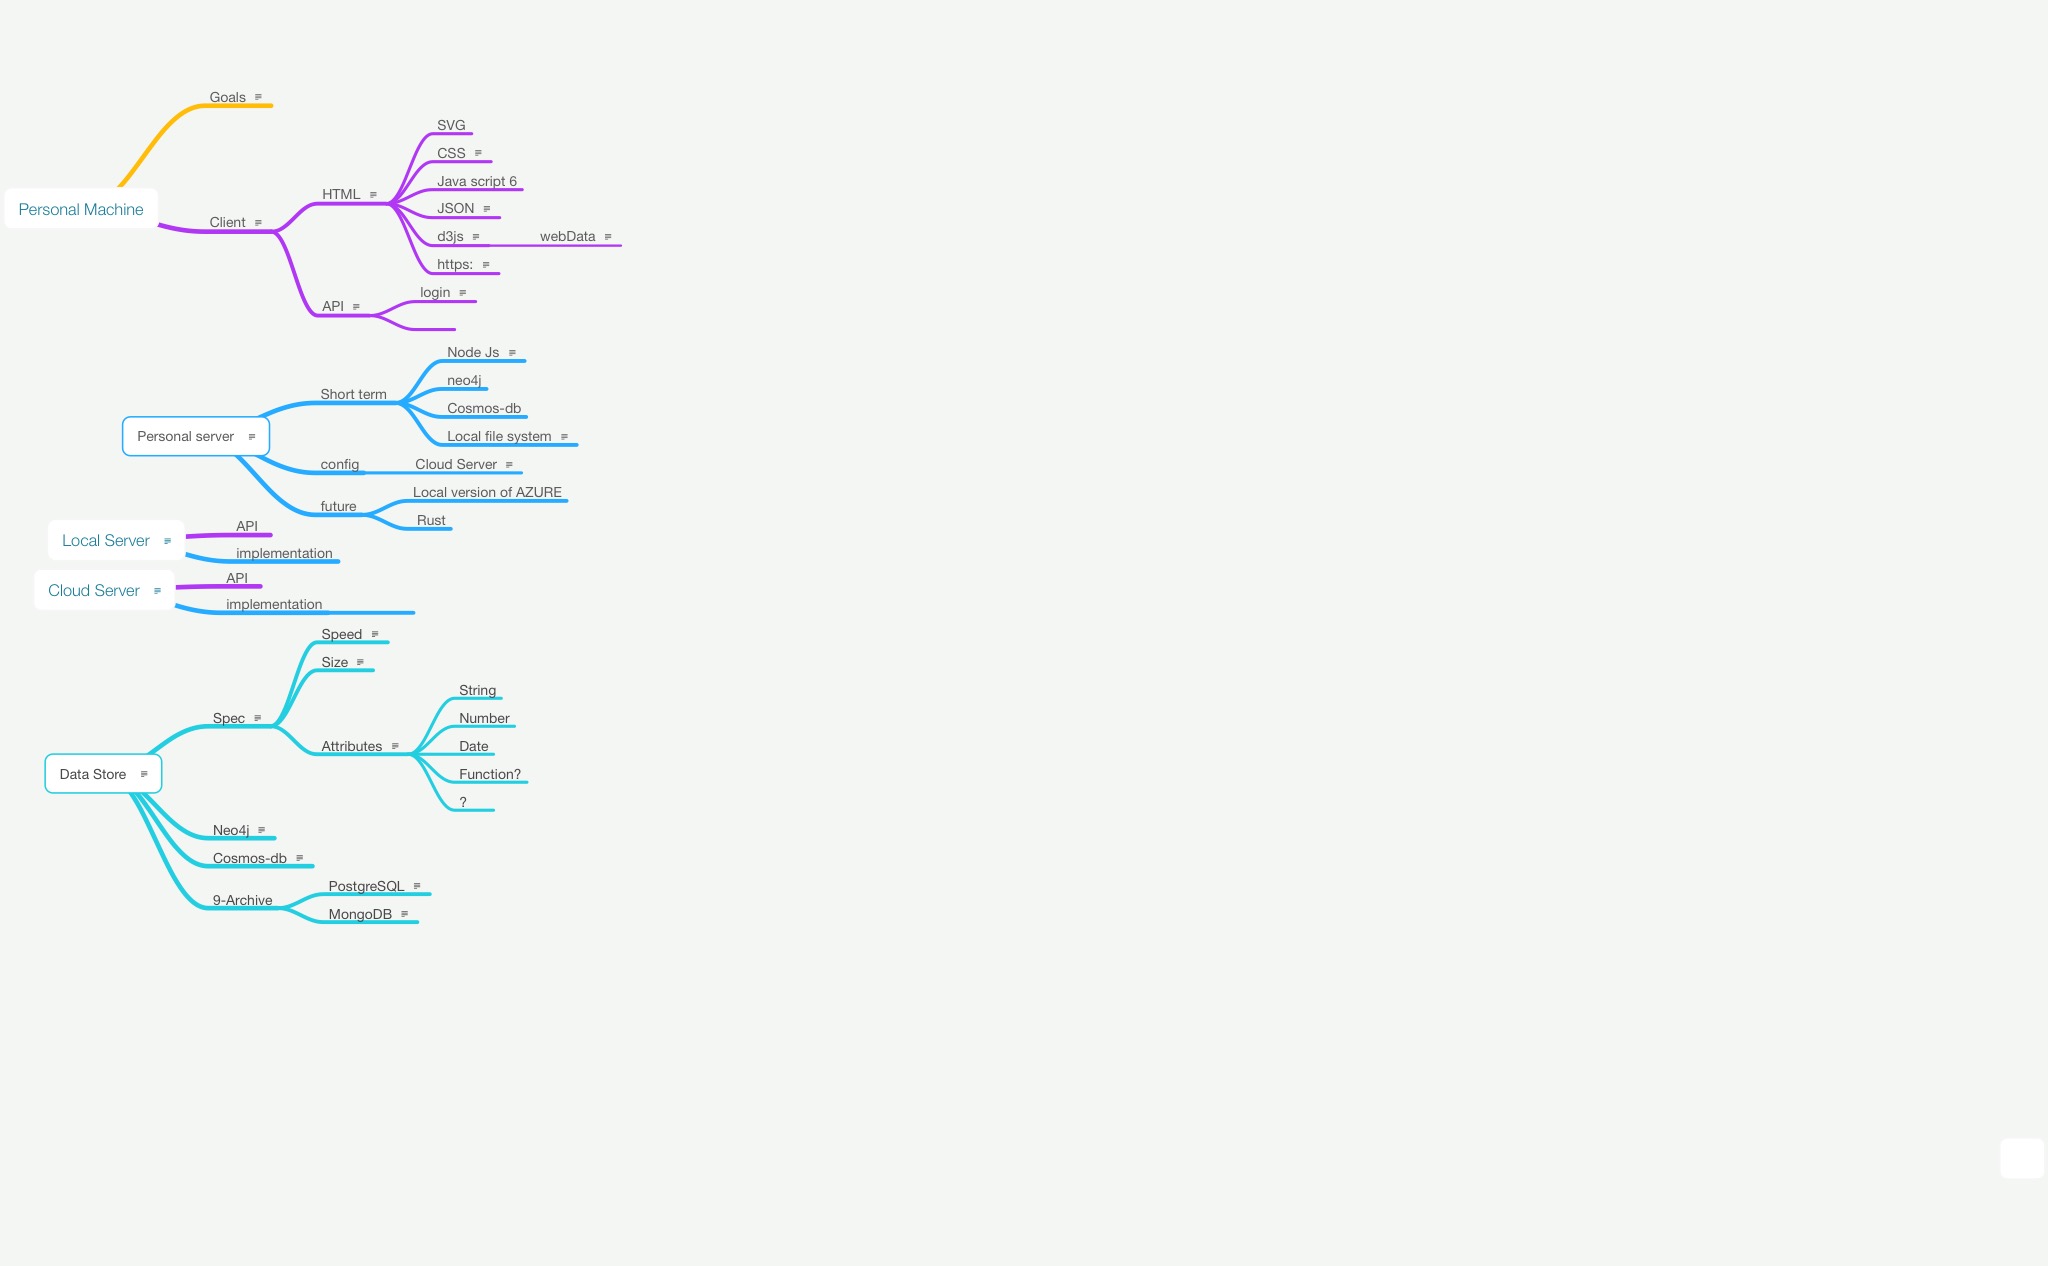 Goals
SVG
CSS
Java script 6
HTML
JSON
Personal Machine
Client
d3js
webData
https:
login
API
Node Js
neo4j
Short term
Cosmos-db
Personal server
Local file system
config
Cloud Server
Local version of AZURE
future
Rust
API
Local Server
implementation
API
Cloud Server
implementation
Speed
Size
String
Spec
Number
Attributes
Date
Data Store
Function?
?
Neo4j
Cosmos-db
PostgreSQL
9-Archive
MongoDB